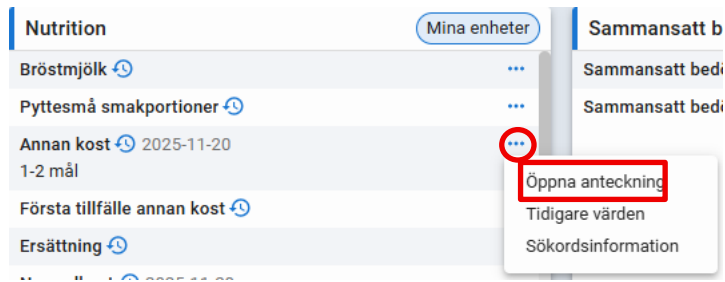 Nutrition
Mina enheter
Bröstmjölk
Pyttesmå smakportioner
Annan kost 2025-11-20
1-2 mål
Första tillfälle annan kost
Ersättning
Sammansatt b
Sammansatt bedö
Sammansatt bedö
Öppna anteckning
Tidigare värden
Sökordsinformation